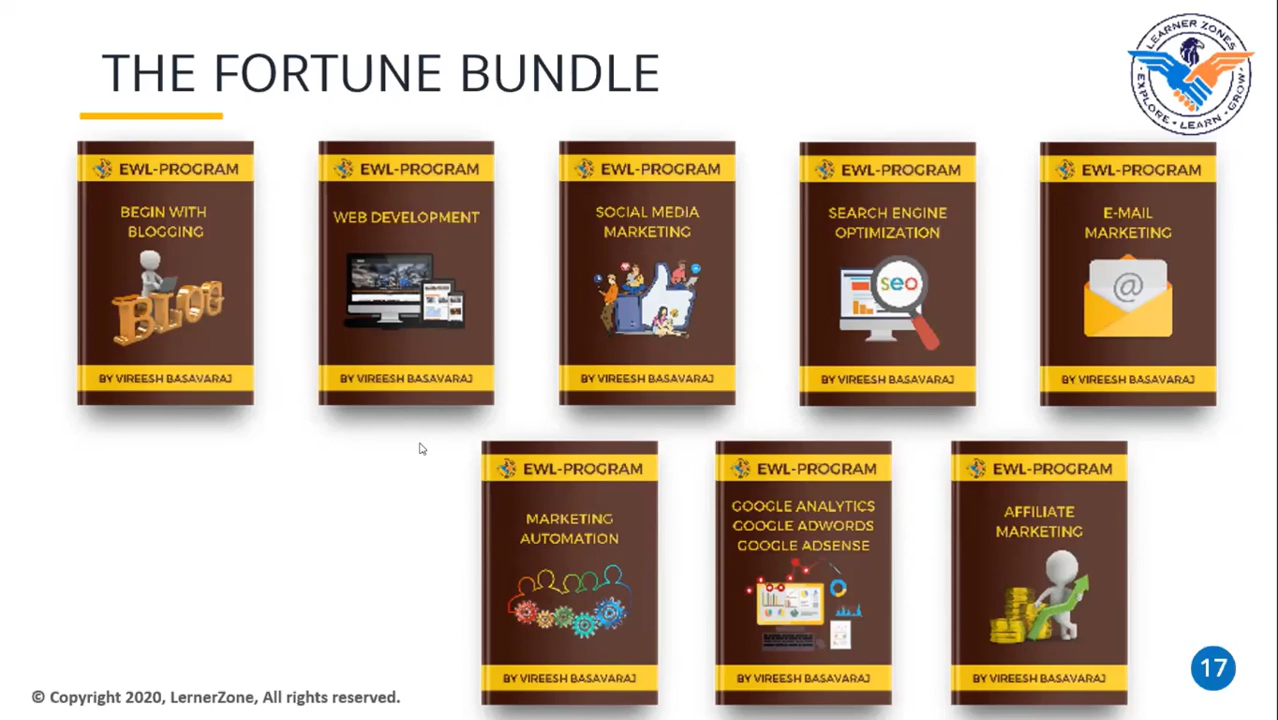 THE FORTUNE BUNDLE
LEARNER ZONES
EXPLORE • LEARN • GROW
EWL-PROGRAM
BEGIN WITH
BLOGGING
BLOG
BY VIREESH BASAVARAJ
EWL-PROGRAM
WEB DEVELOPMENT
BY VIREESH BASAVARAJ
EWL-PROGRAM
SOCIAL MEDIA
MARKETING
BY VIREESH BASAVARAJ
EWL-PROGRAM
SEARCH ENGINE
OPTIMIZATION
seo
BY VIREESH BASAVARAJ
EWL-PROGRAM
E-MAIL
MARKETING
@
BY VIREESH BASAVARAJ
EWL-PROGRAM
MARKETING
AUTOMATION
BY VIREESH BASAVARAJ
EWL-PROGRAM
GOOGLE ANALYTICS
GOOGLE ADWORDS
GOOGLE ADSENSE
BY VIREESH BASAVARAJ
EWL-PROGRAM
AFFILIATE
MARKETING
BY VIREESH BASAVARAJ
17
© Copyright 2020, LernerZone, All rights reserved.